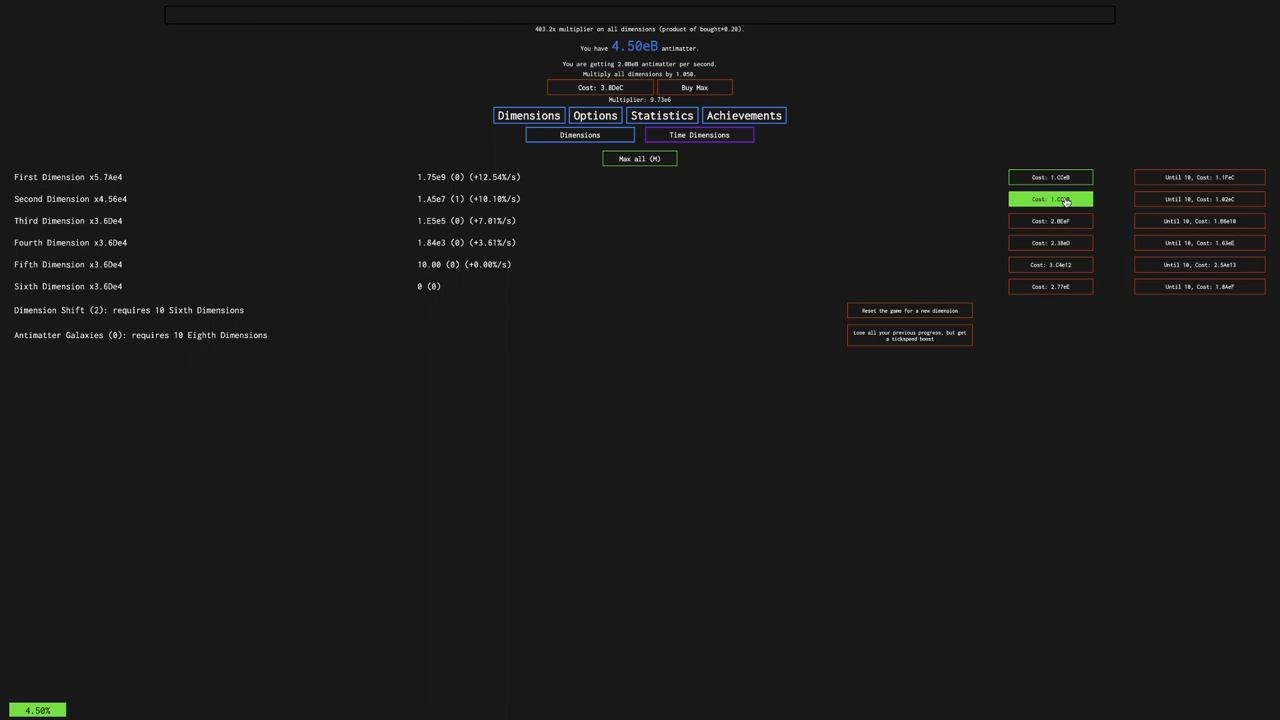 403.2x multiplier on all dimensions (product of bought*0.20).
You have 4.50eB antimatter.
You are getting 2.0BeB antimatter per second.
Multiply all dimensions by 1.050.
Cost: 3.8DeC Buy Max
Multiplier: 9.73e6
Dimensions Options Statistics Achievements
Dimensions Time Dimensions
Max all (M)
First Dimension x5.7Ae4 1.75e9 (0) (+12.54%/s) Cost: 1.CCeB Until 10, Cost: 1.1FeC
Second Dimension x4.56e4 1.A5e7 (1) (+10.10%/s) Until 10, Cost: 1.02eC
Third Dimension x3.6De4 1.E5e5 (0) (+7.01%/s) Cost: 2.BEeF Until 10, Cost: 1.B6e10
Fourth Dimension x3.6De4 1.84e3 (0) (+3.61%/s) Cost: 2.38eD Until 10, Cost: 1.63eE
Fifth Dimension x3.6De4 10.00 (0) (+0.00%/s) Cost: 3.C4e12 Until 10, Cost: 2.5Ae13
Sixth Dimension x3.6De4 0 (0) Cost: 2.77eE Until 10, Cost: 1.8AeF
Dimension Shift (2): requires 10 Sixth Dimensions Reset the game for a new dimension
Antimatter Galaxies (0): requires 10 Eighth Dimensions Lose all your previous progress, but get
a tickspeed boost
4.50%